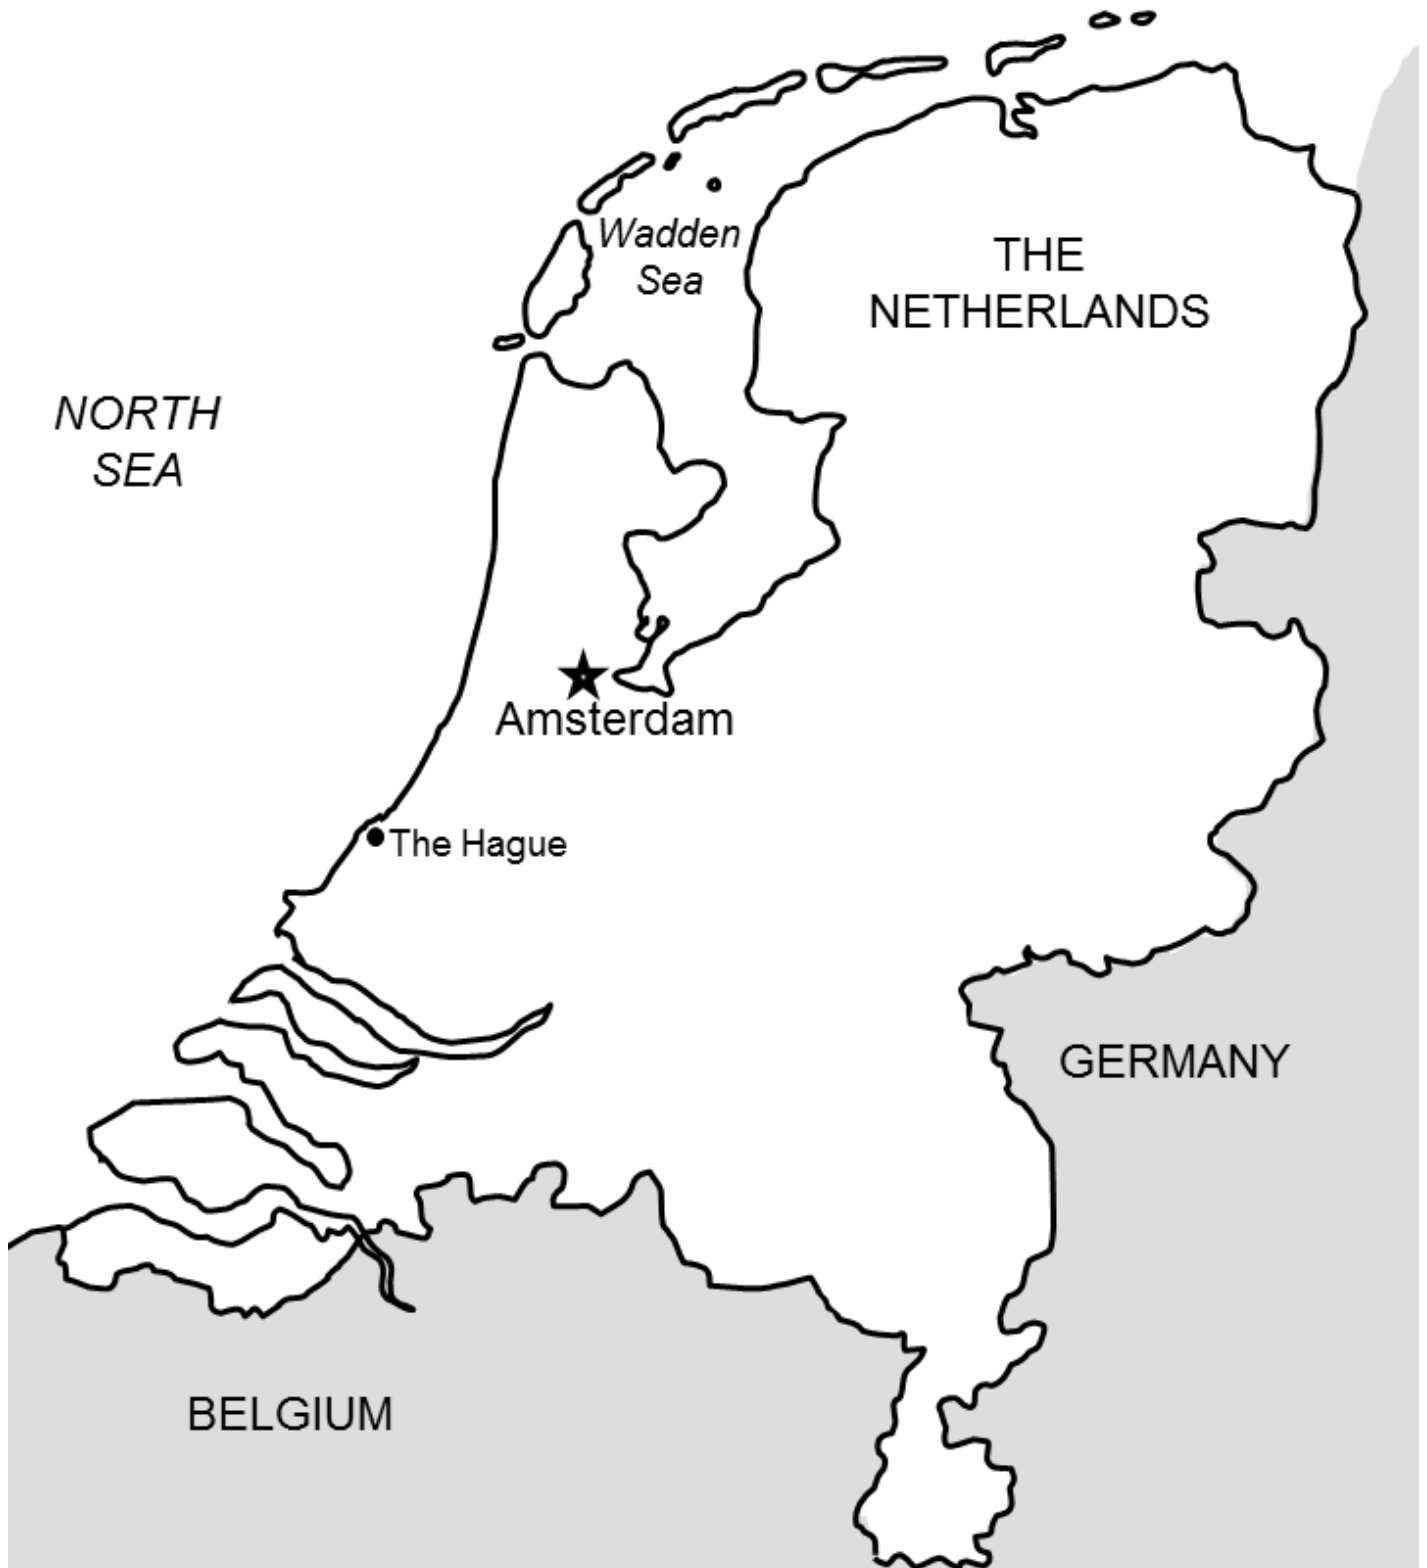 Wadden
Sea
THE
NETHERLANDS
NORTH
SEA
Amsterdam
The Hague
GERMANY
BELGIUM